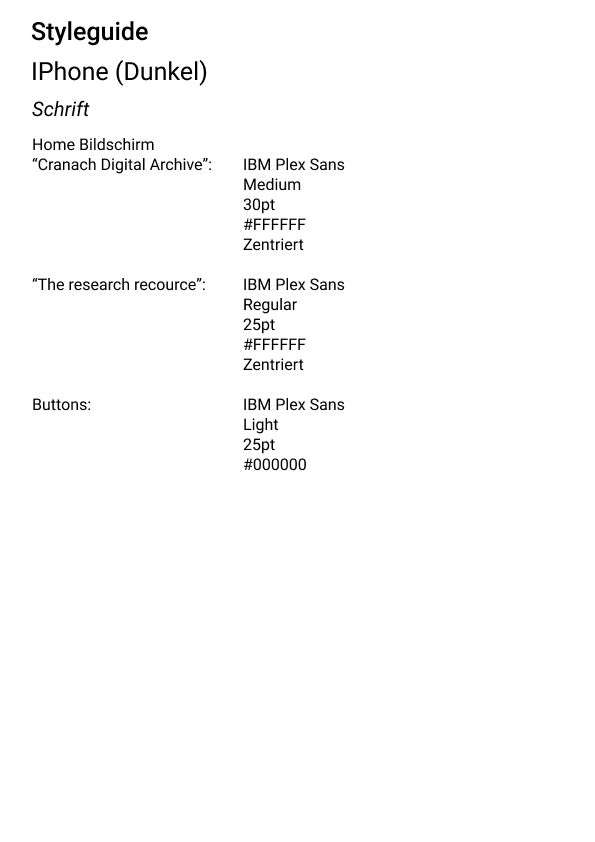 Styleguide
IPhone (Dunkel)
Schrift
Home Bildschirm
“Cranach Digital Archive”: IBM Plex Sans
Medium
30pt
#FFFFFF
Zentriert
“The research recource”: IBM Plex Sans
Regular
25pt
#FFFFFF
Zentriert
Buttons: IBM Plex Sans
Light
25pt
#000000